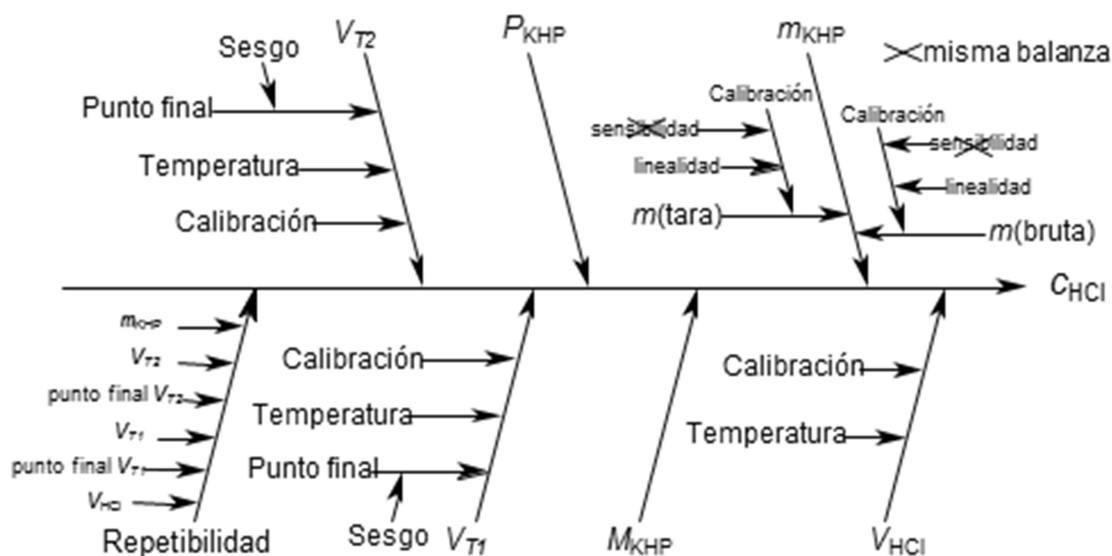 Sesgo
V_T2
P_KHP
m_KHP
misma balanza
Punto final
Calibración
Calibración
sensibilidad
sensibilidad
Temperatura
linealidad
linealidad
Calibración
m(tara)
m(bruta)
C_HCl
m_KHP
V_T2
punto final V_T2
V_T1
punto final V_T1
V_HCl
Repetibilidad
Calibración
Temperatura
Punto final
Sesgo
V_T1
M_KHP
Calibración
Temperatura
V_HCl